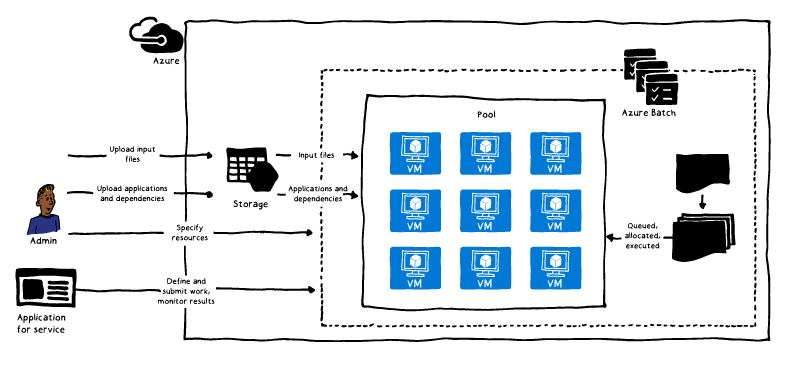 Azure
Azure Batch
Pool
Upload input
files
Input files
VM
VM
VM
Upload applications
and dependencies
Storage
Applications and
dependencies
VM
VM
VM
Admin
Specify
resources
Queued,
allocated,
executed
VM
VM
VM
Define and
submit work,
monitor results
Application
for service